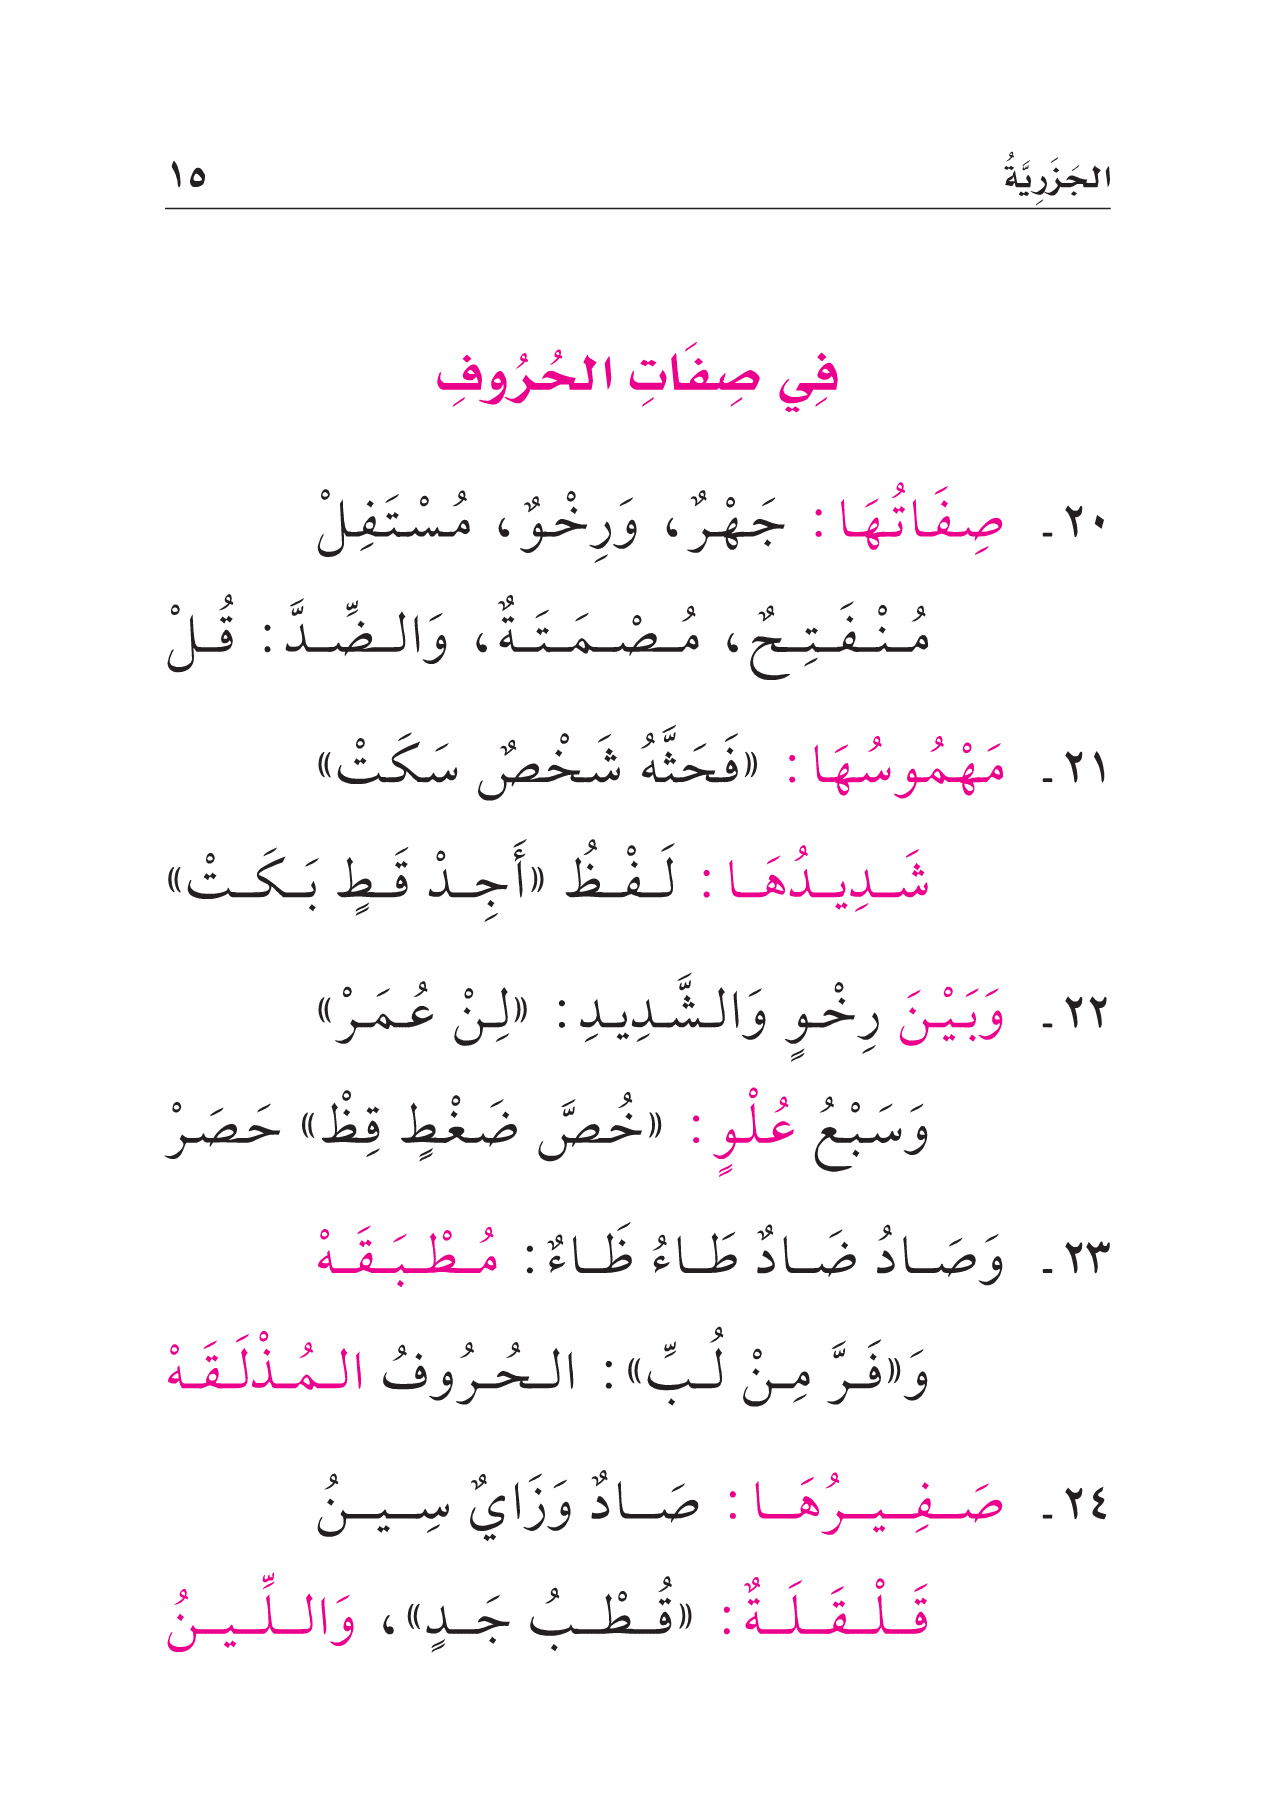 الجَزَرِيَّةُ ١٥
فِي صِفَاتِ الحُرُوفِ
٢٠ ـ صِفَاتُهَا : جَهْرٌ، وَرِخْوٌ، مُسْتَفِلْ
مُنْفَتِحٌ، مُصْمَتَةٌ، وَالضِّدَّ : قُلْ
٢١ ـ مَهْمُوسُهَا : «فَحَثَّهُ شَخْصٌ سَكَتْ»
شَدِيدُهَا : لَفْظُ «أَجِدْ قَطٍ بَكَتْ»
٢٢ ـ وَبَيْنَ رِخْوٍ وَالشَّدِيدِ : «لِنْ عُمَرْ»
وَسَبْعُ عُلْوٍ : «خُصَّ ضَغْطٍ قِظْ» حَصَرْ
٢٣ ـ وَصَادُ ضَادٌ طَاءُ ظَاءٌ : مُطْبَقَهْ
وَ«فَرَّ مِنْ لُبِّ» : الحُرُوفُ المُذْلَقَهْ
٢٤ ـ صَفِيرُهَا : صَادٌ وَزَايٌ سِينُ
قَلْقَلَةٌ : «قُطْبُ جَدٍ»، وَاللِّينُ